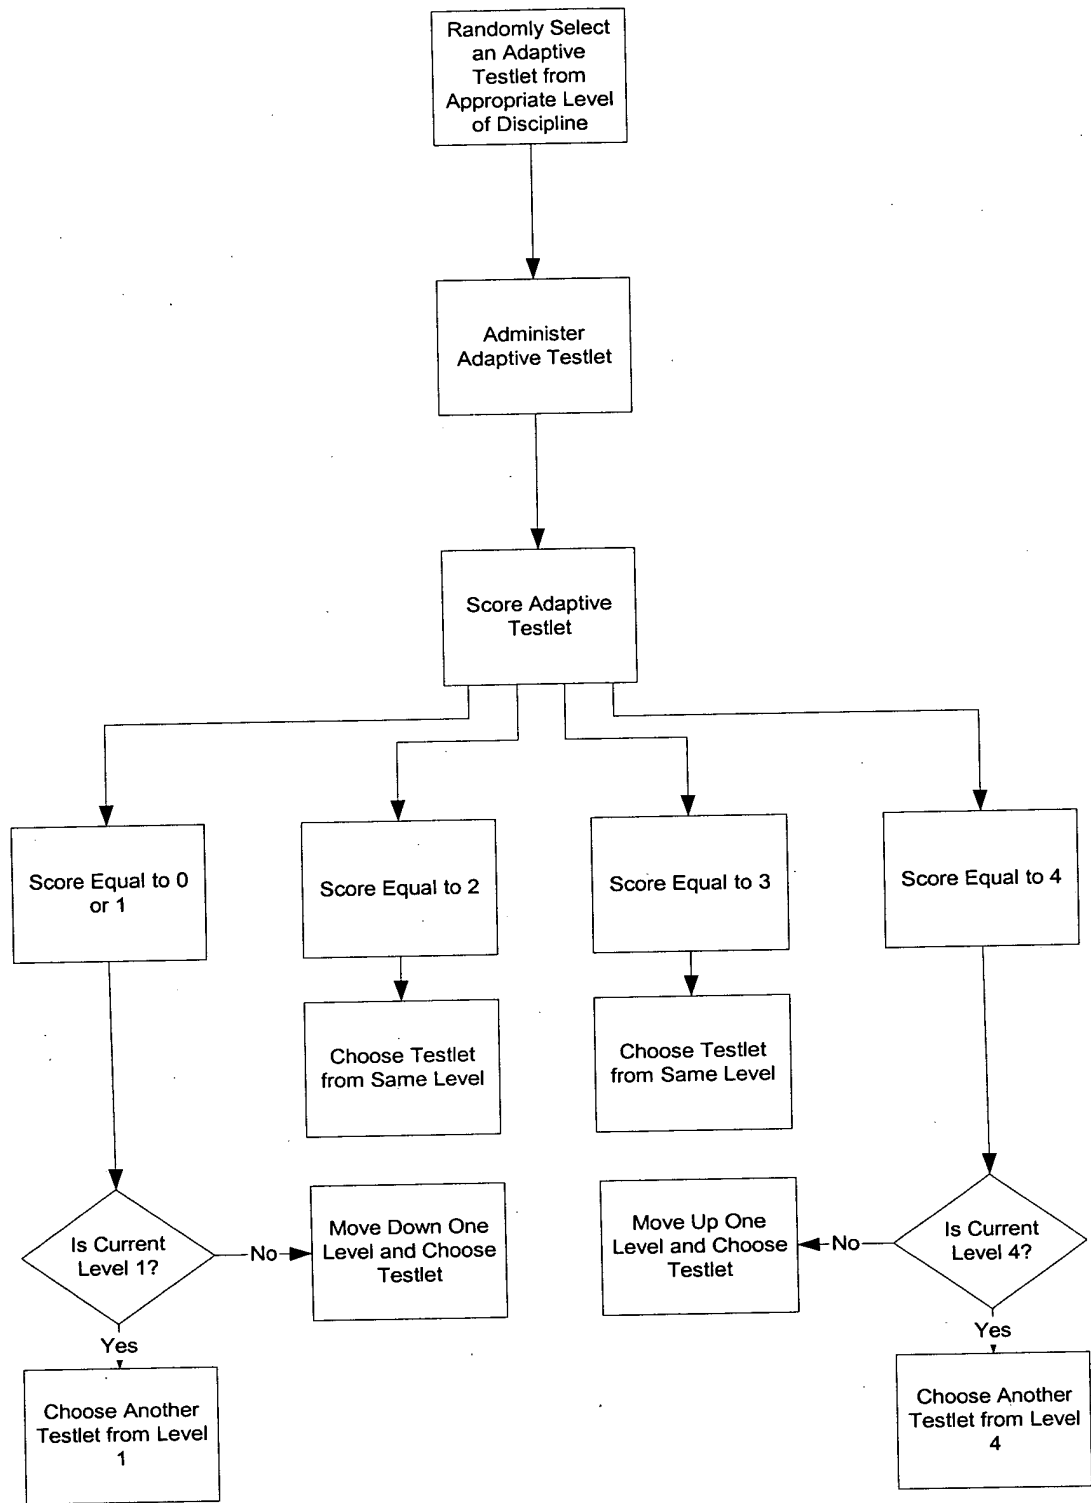 Randomly Select
an Adaptive
Testlet from
Appropriate Level
of Discipline
Administer
Adaptive Testlet
Score Adaptive
Testlet
Score Equal to 0
or 1
Score Equal to 2
Score Equal to 3
Score Equal to 4
Choose Testlet
from Same Level
Choose Testlet
from Same Level
Is Current
Level 1?
No
Move Down One
Level and Choose
Testlet
Move Up One
Level and Choose
Testlet
No
Is Current
Level 4?
Yes
Yes
Choose Another
Testlet from Level
1
Choose Another
Testlet from Level
4